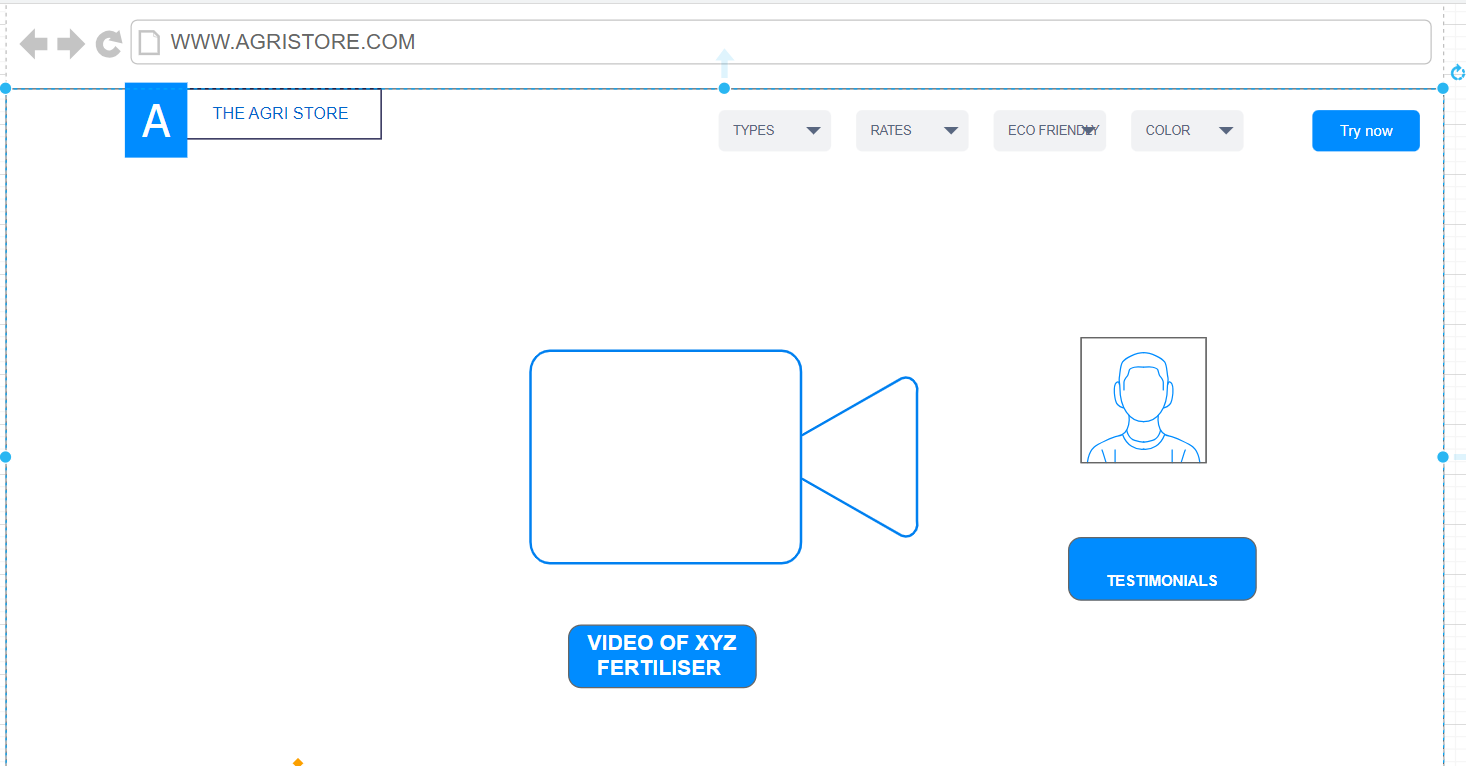 WWW.AGRISTORE.COM
A
THE AGRI STORE
TYPES
RATES
ECO FRIENDLY
COLOR
Try now
TESTIMONIALS
VIDEO OF XYZ
FERTILISER